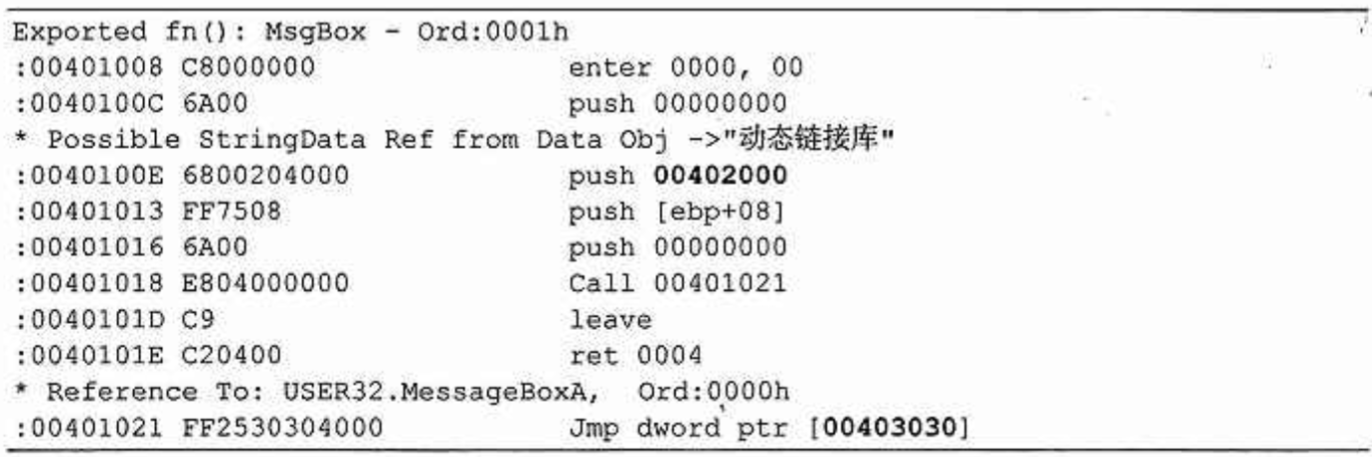 Exported fn(): MsgBox - Ord:0001h
:00401008 C8000000 enter 0000, 00
:0040100C 6A00 push 00000000
* Possible StringData Ref from Data Obj ->"动态链接库"
:0040100E 6800204000 push 00402000
:00401013 FF7508 push [ebp+08]
:00401016 6A00 push 00000000
:00401018 E804000000 Call 00401021
:0040101D C9 leave
:0040101E C20400 ret 0004
* Reference To: USER32.MessageBoxA, Ord:0000h
:00401021 FF2530304000 Jmp dword ptr [00403030]